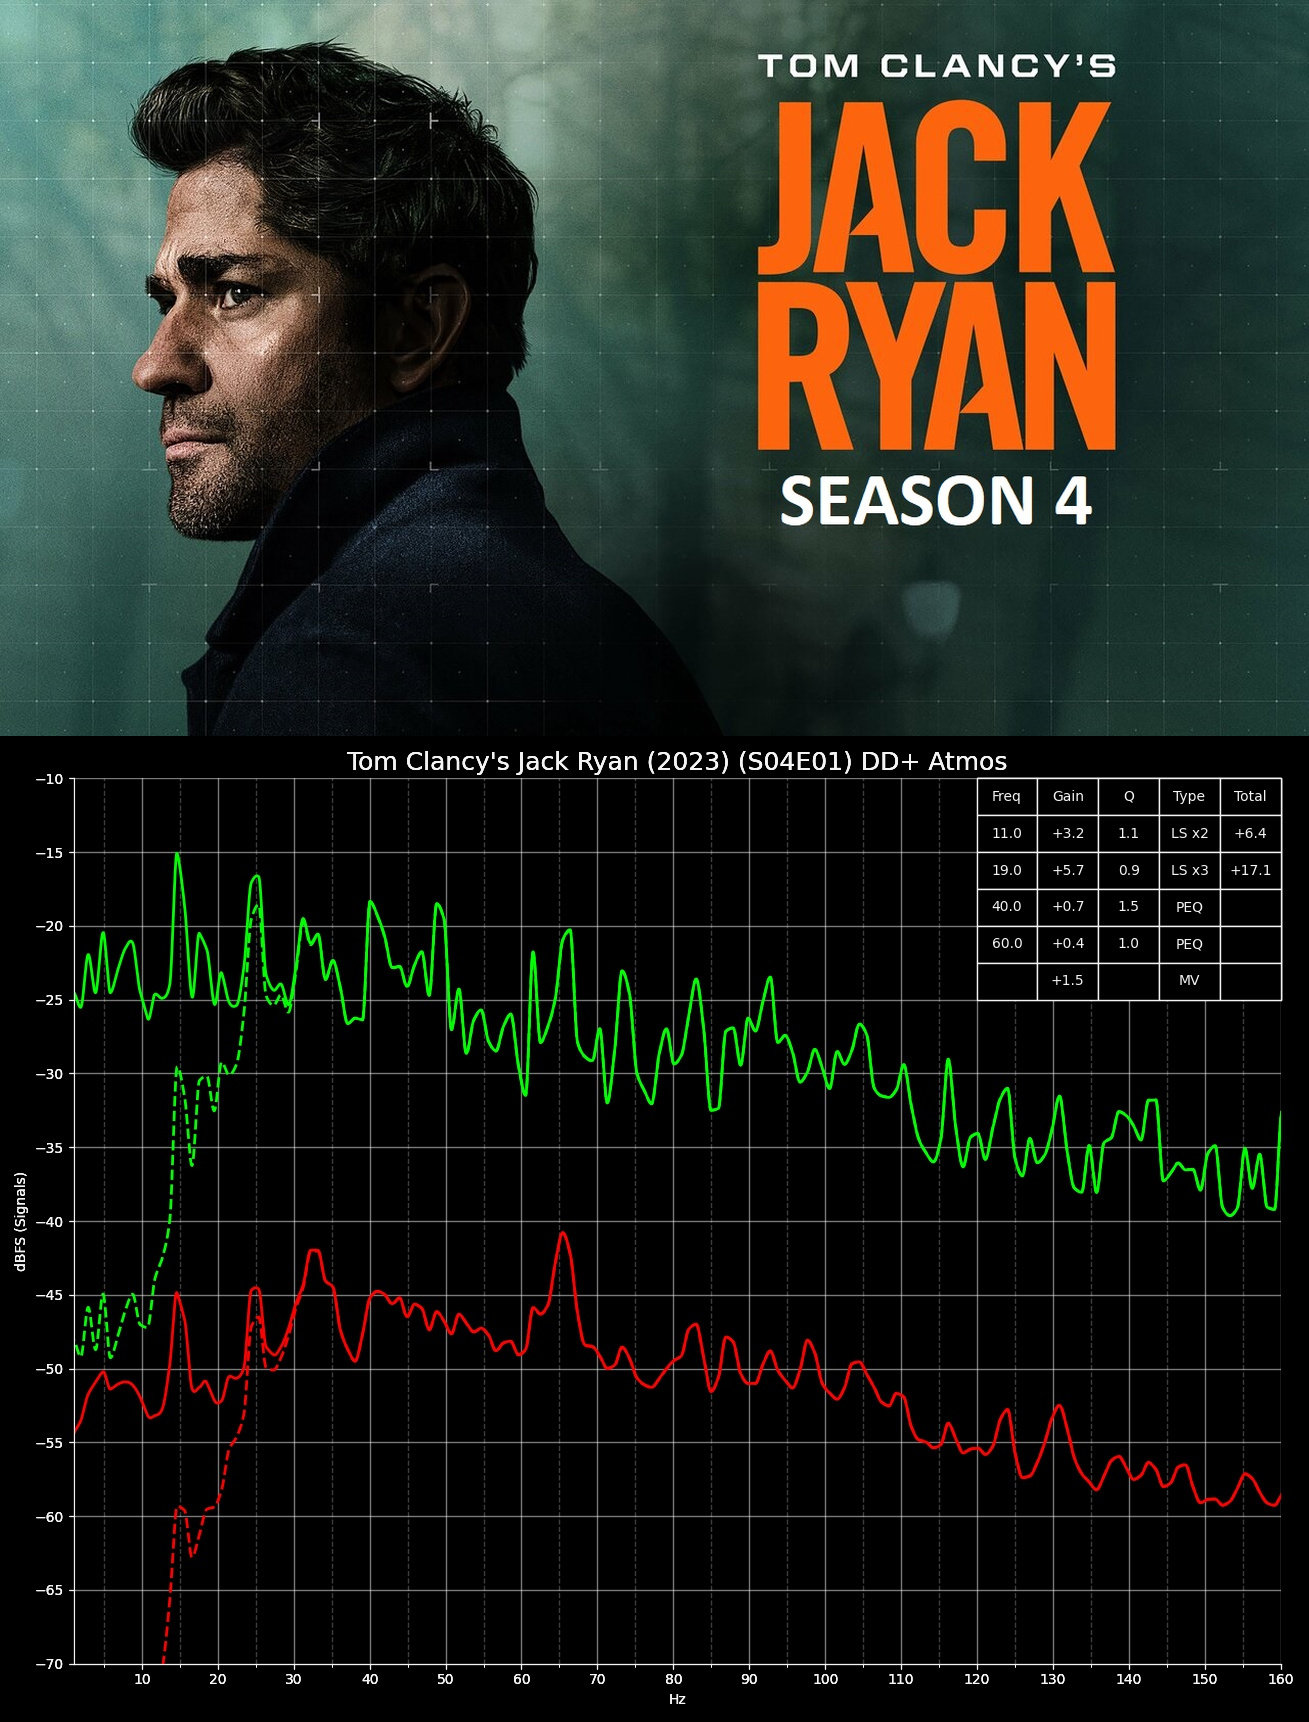 TOM CLANCY'S
JACK
RYAN
SEASON 4
Tom Clancy's Jack Ryan (2023) (S04E01) DD+ Atmos
Freq Gain Q Type Total
11.0 +3.2 1.1 LS x2 +6.4
19.0 +5.7 0.9 LS x3 +17.1
40.0 +0.7 1.5 PEQ
60.0 +0.4 1.0 PEQ
+1.5 MV
−10
−15
−20
−25
−30
−35
−40
−45
−50
−55
−60
−65
−70
dBFS (Signals)
10 20 30 40 50 60 70 80 90 100 110 120 130 140 150 160
Hz